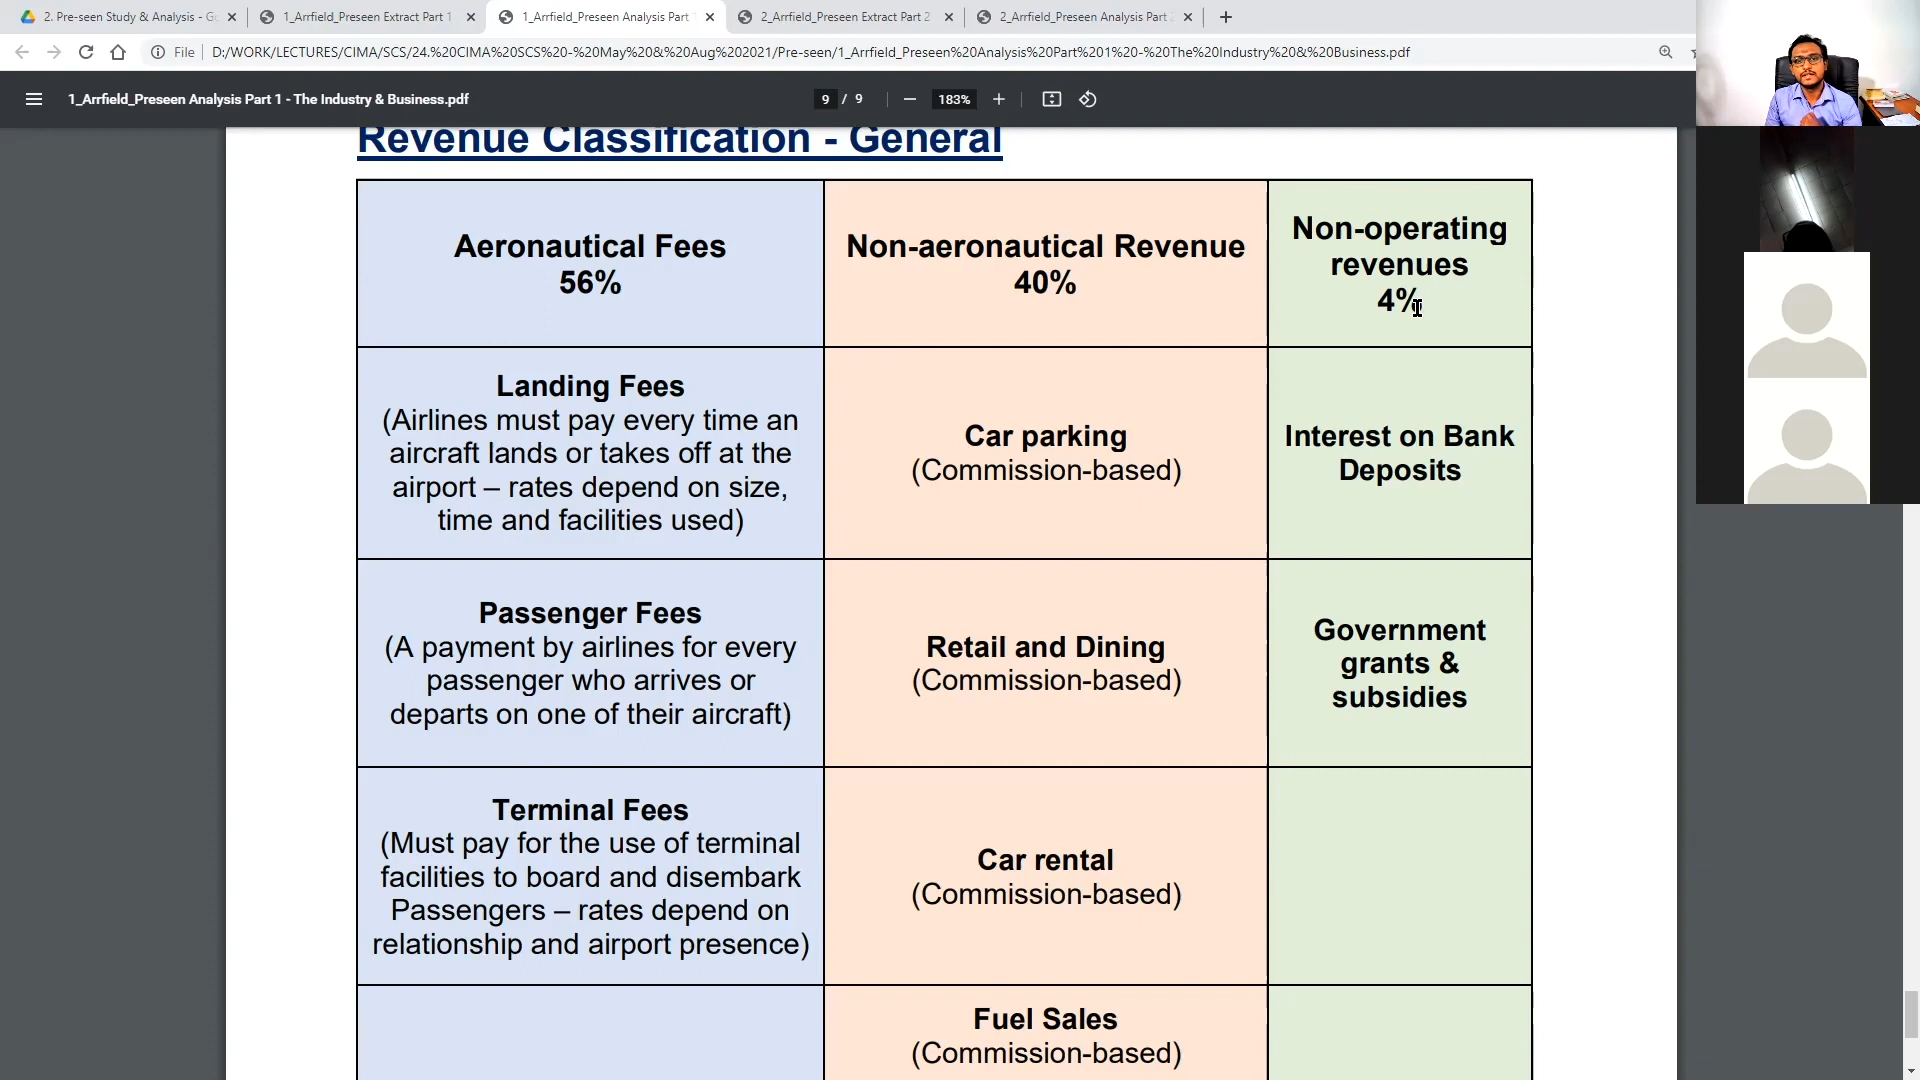 2. Pre-seen Study & Analysis - G
1_Arrfield_Preseen Extract Part 1
1_Arrfield_Preseen Analysis Part
2_Arrfield_Preseen Extract Part 2
2_Arrfield_Preseen Analysis Part
File
D:/WORK/LECTURES/CIMA/SCS/24.%20CIMA%20SCS%20-%20May%20&%20Aug%202021/Pre-seen/1_Arrfield_Preseen%20Analysis%20Part%201%20-%20The%20Industry%20&%20Business.pdf
1_Arrfield_Preseen Analysis Part 1 - The Industry & Business.pdf
9 / 9
183%
Revenue Classification - General
Aeronautical Fees
56%
Non-aeronautical Revenue
40%
Non-operating
revenues
4%
Landing Fees
(Airlines must pay every time an
aircraft lands or takes off at the
airport – rates depend on size,
time and facilities used)
Car parking
(Commission-based)
Interest on Bank
Deposits
Passenger Fees
(A payment by airlines for every
passenger who arrives or
departs on one of their aircraft)
Retail and Dining
(Commission-based)
Government
grants &
subsidies
Terminal Fees
(Must pay for the use of terminal
facilities to board and disembark
Passengers – rates depend on
relationship and airport presence)
Car rental
(Commission-based)
Fuel Sales
(Commission-based)